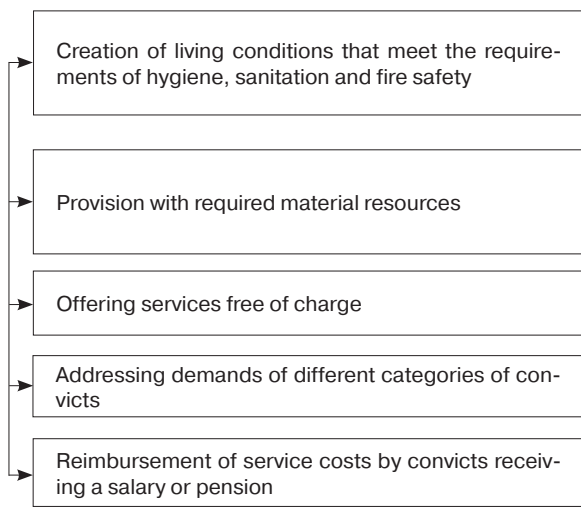 Creation of living conditions that meet the require-
ments of hygiene, sanitation and fire safety
Provision with required material resources
Offering services free of charge
Addressing demands of different categories of con-
victs
Reimbursement of service costs by convicts receiv-
ing a salary or pension